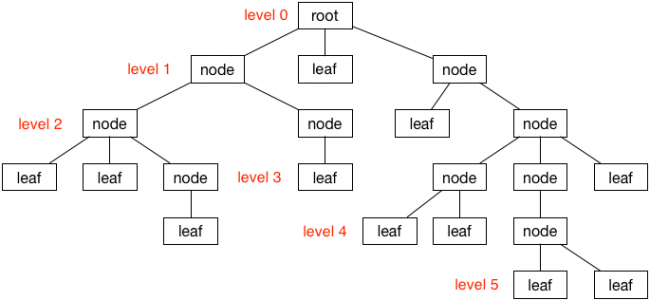 level 0 root
level 1 node leaf node
level 2 node node leaf node
leaf leaf node level 3 leaf node node leaf
leaf level 4 leaf leaf node
level 5 leaf leaf